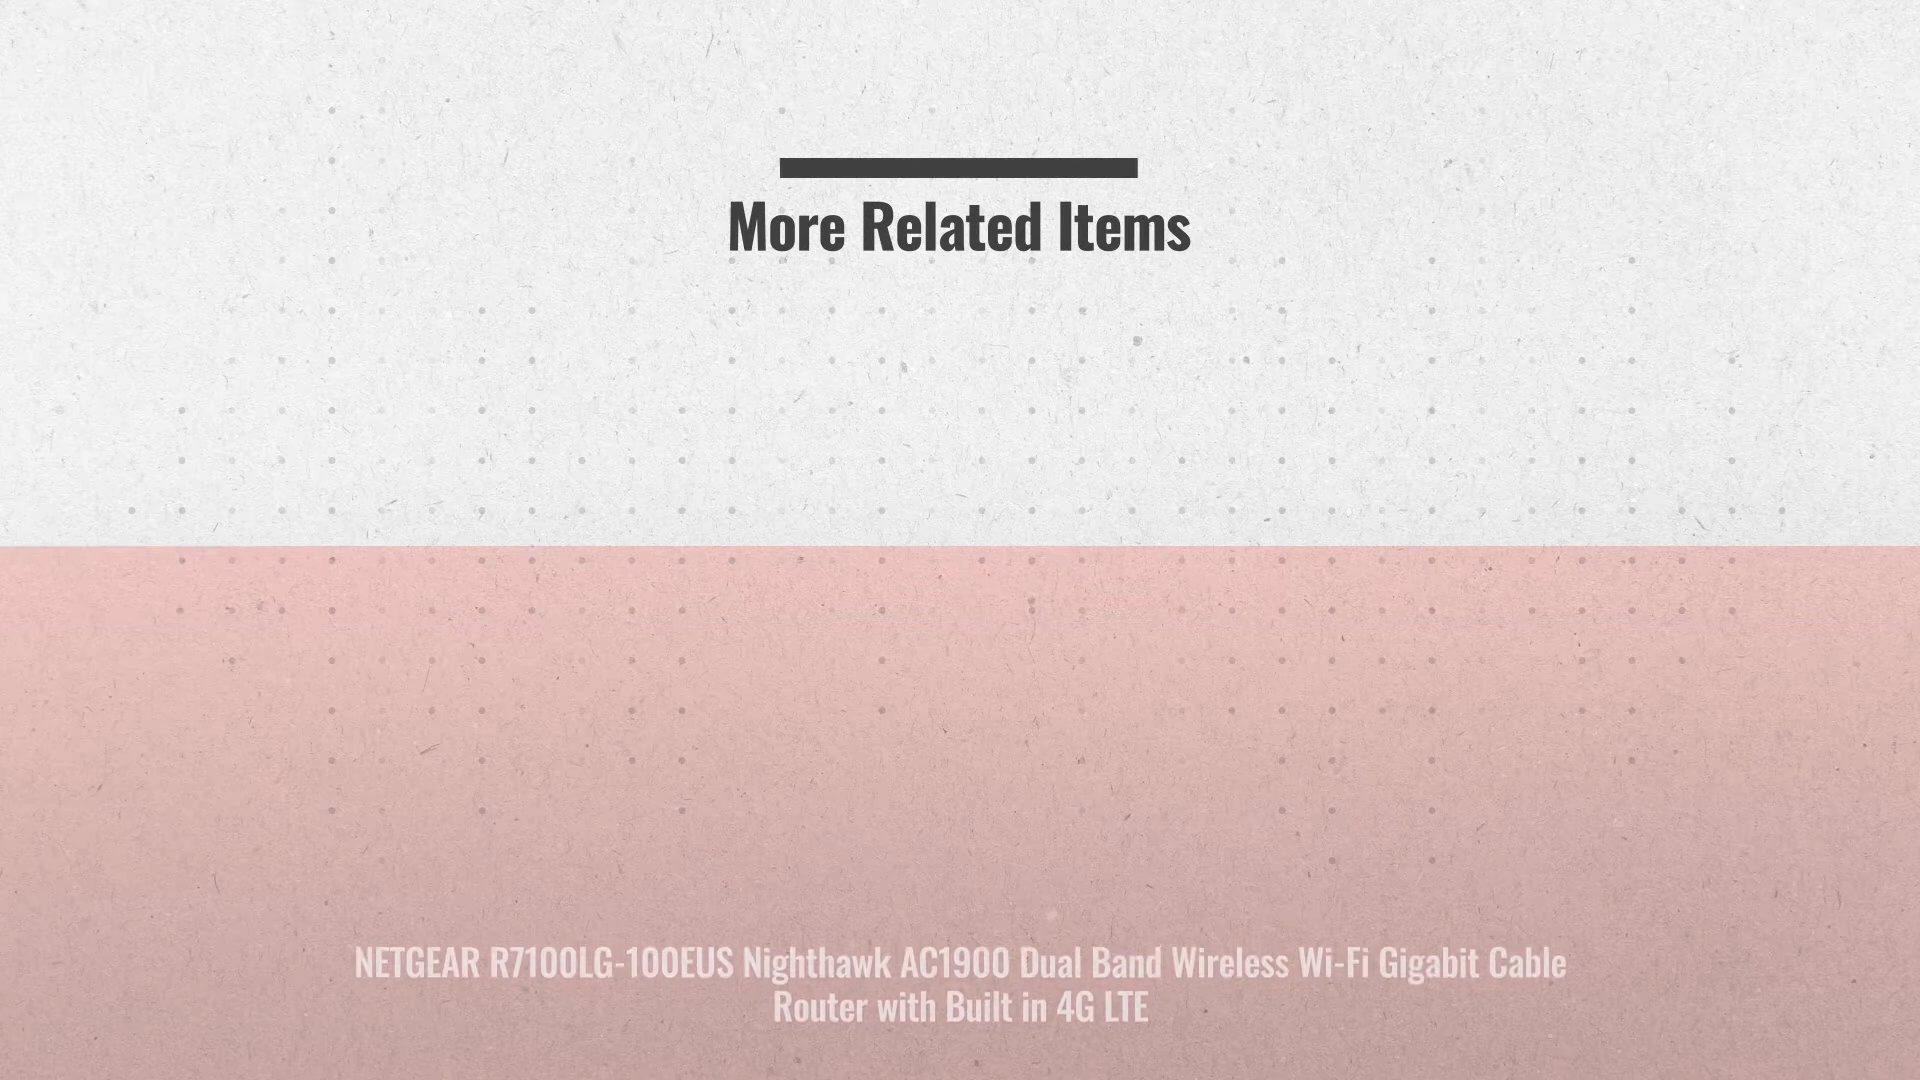 More Related Items
NETGEAR R7100LG-100EUS Nighthawk AC1900 Dual Band Wireless Wi-Fi Gigabit Cable
Router with Built in 4G LTE